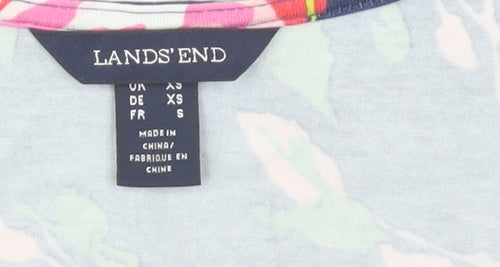 LANDS' END
UK XS
DE XS
FR S
MADE IN
CHINA/
FABRIQUE EN
CHINE